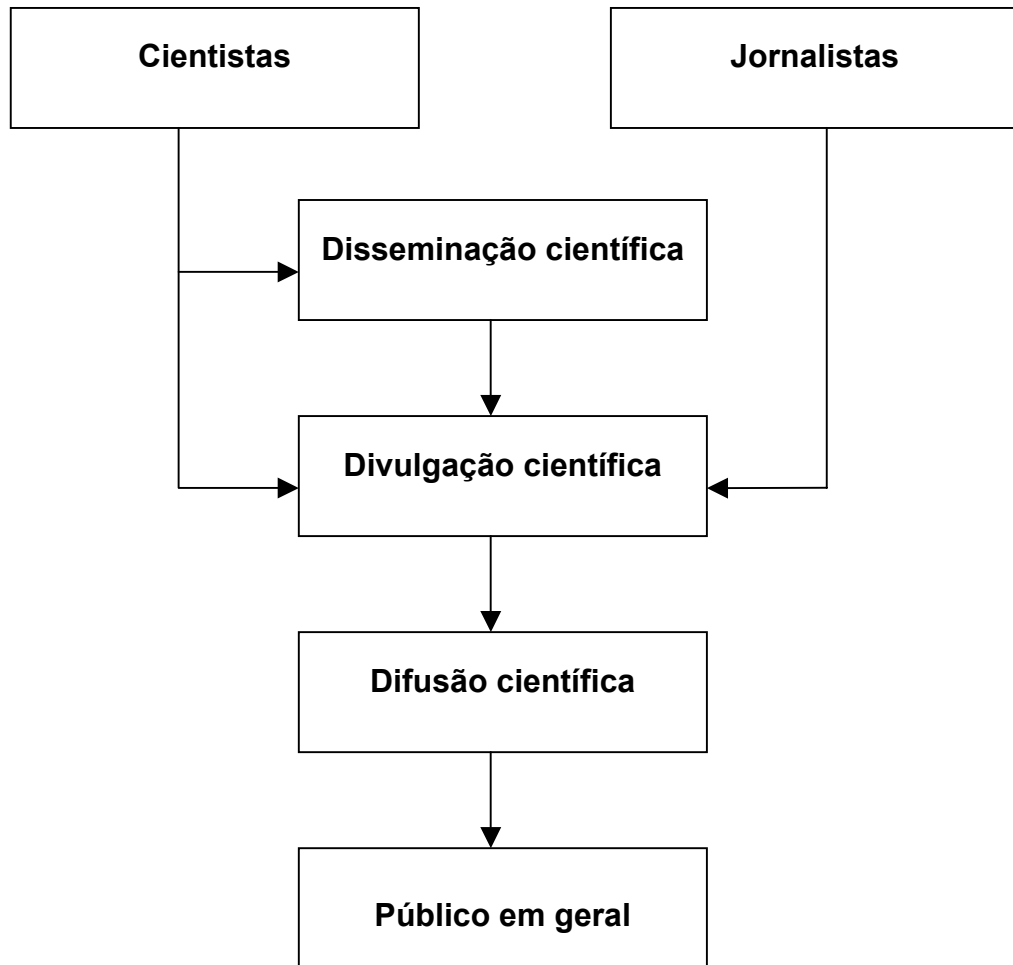 Cientistas
Jornalistas
Disseminação científica
Divulgação científica
Difusão científica
Público em geral